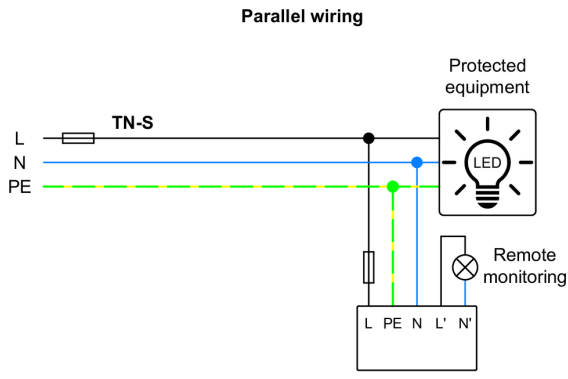 Parallel wiring
Protected
equipment
TN-S
L
N
LED
PE
Remote
monitoring
L PE N L' N'